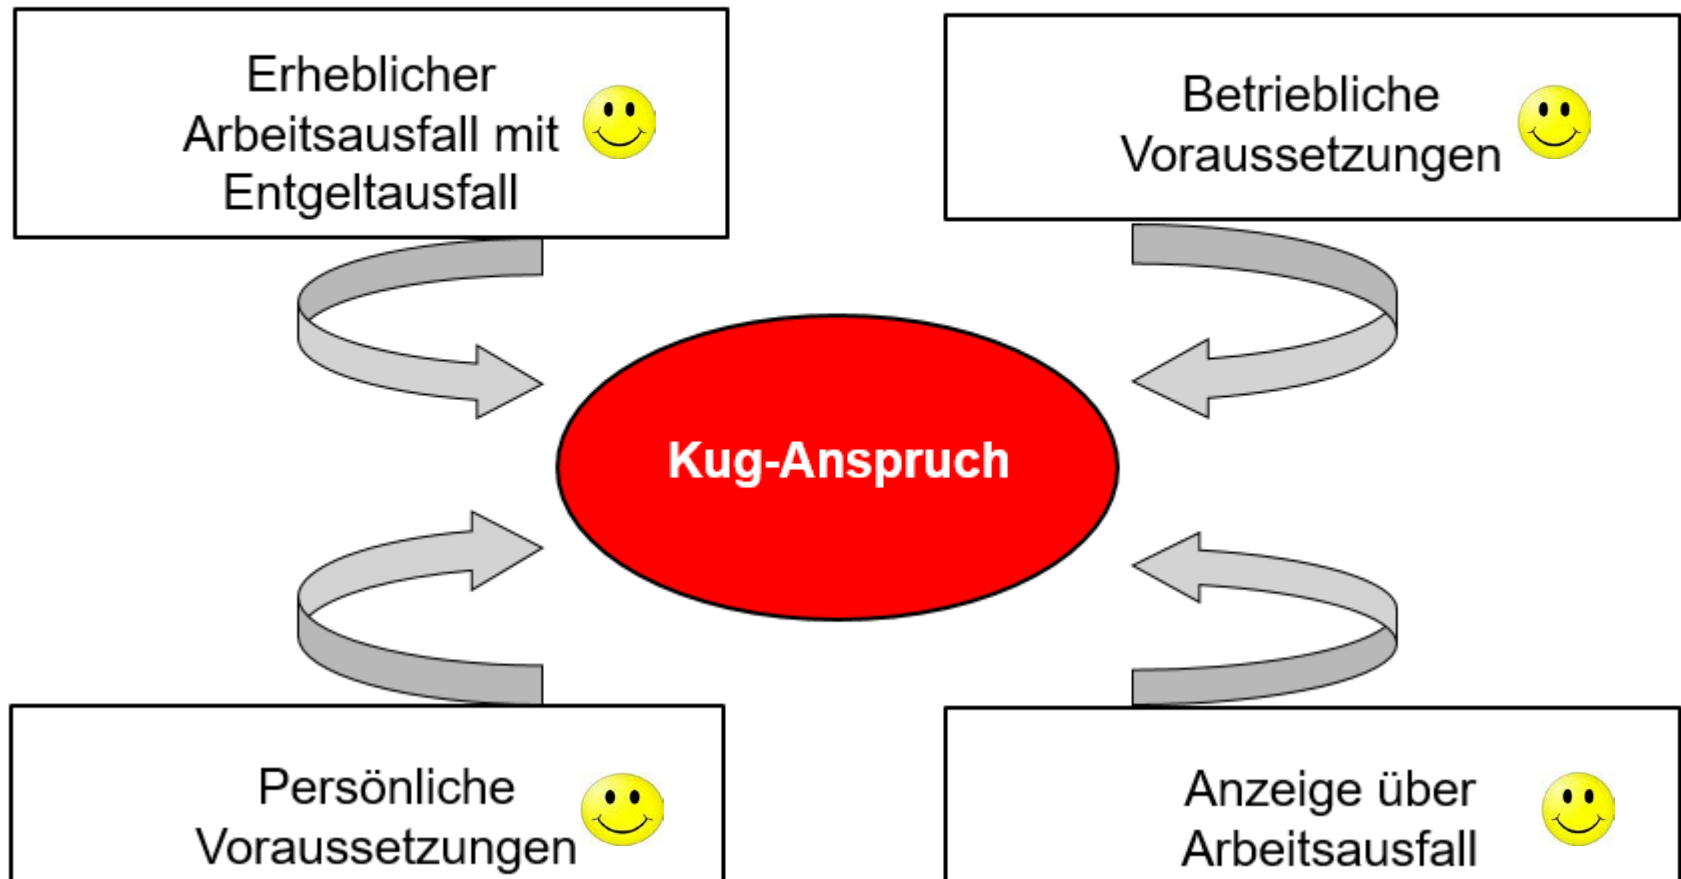 Erheblicher
Arbeitsausfall mit
Entgeltausfall
Betriebliche
Voraussetzungen
Kug-Anspruch
Persönliche
Voraussetzungen
Anzeige über
Arbeitsausfall